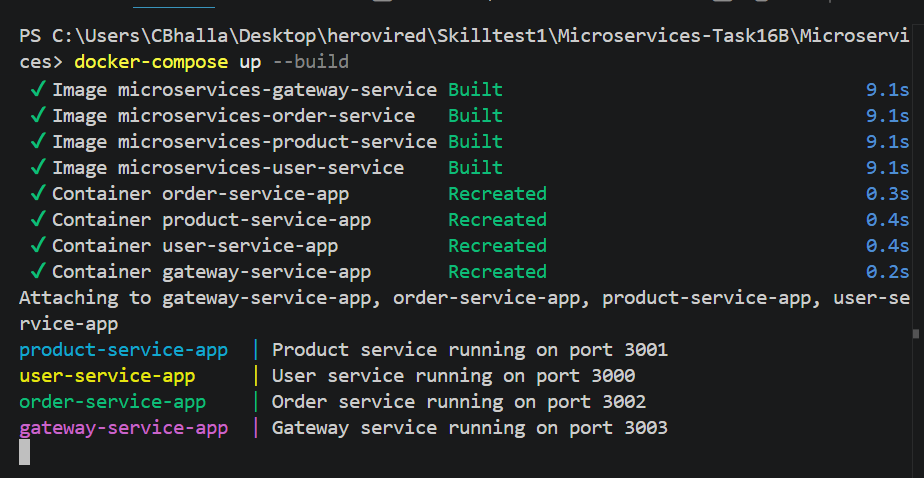 PS C:\Users\CBhalla\Desktop\herovired\Skilltest1\Microservices-Task16B\Microservi
ces> docker-compose up --build
✓ Image microservices-gateway-service Built 9.1s
✓ Image microservices-order-service Built 9.1s
✓ Image microservices-product-service Built 9.1s
✓ Image microservices-user-service Built 9.1s
✓ Container order-service-app Recreated 0.3s
✓ Container product-service-app Recreated 0.4s
✓ Container user-service-app Recreated 0.4s
✓ Container gateway-service-app Recreated 0.2s
Attaching to gateway-service-app, order-service-app, product-service-app, user-se
rvice-app
product-service-app | Product service running on port 3001
user-service-app | User service running on port 3000
order-service-app | Order service running on port 3002
gateway-service-app | Gateway service running on port 3003